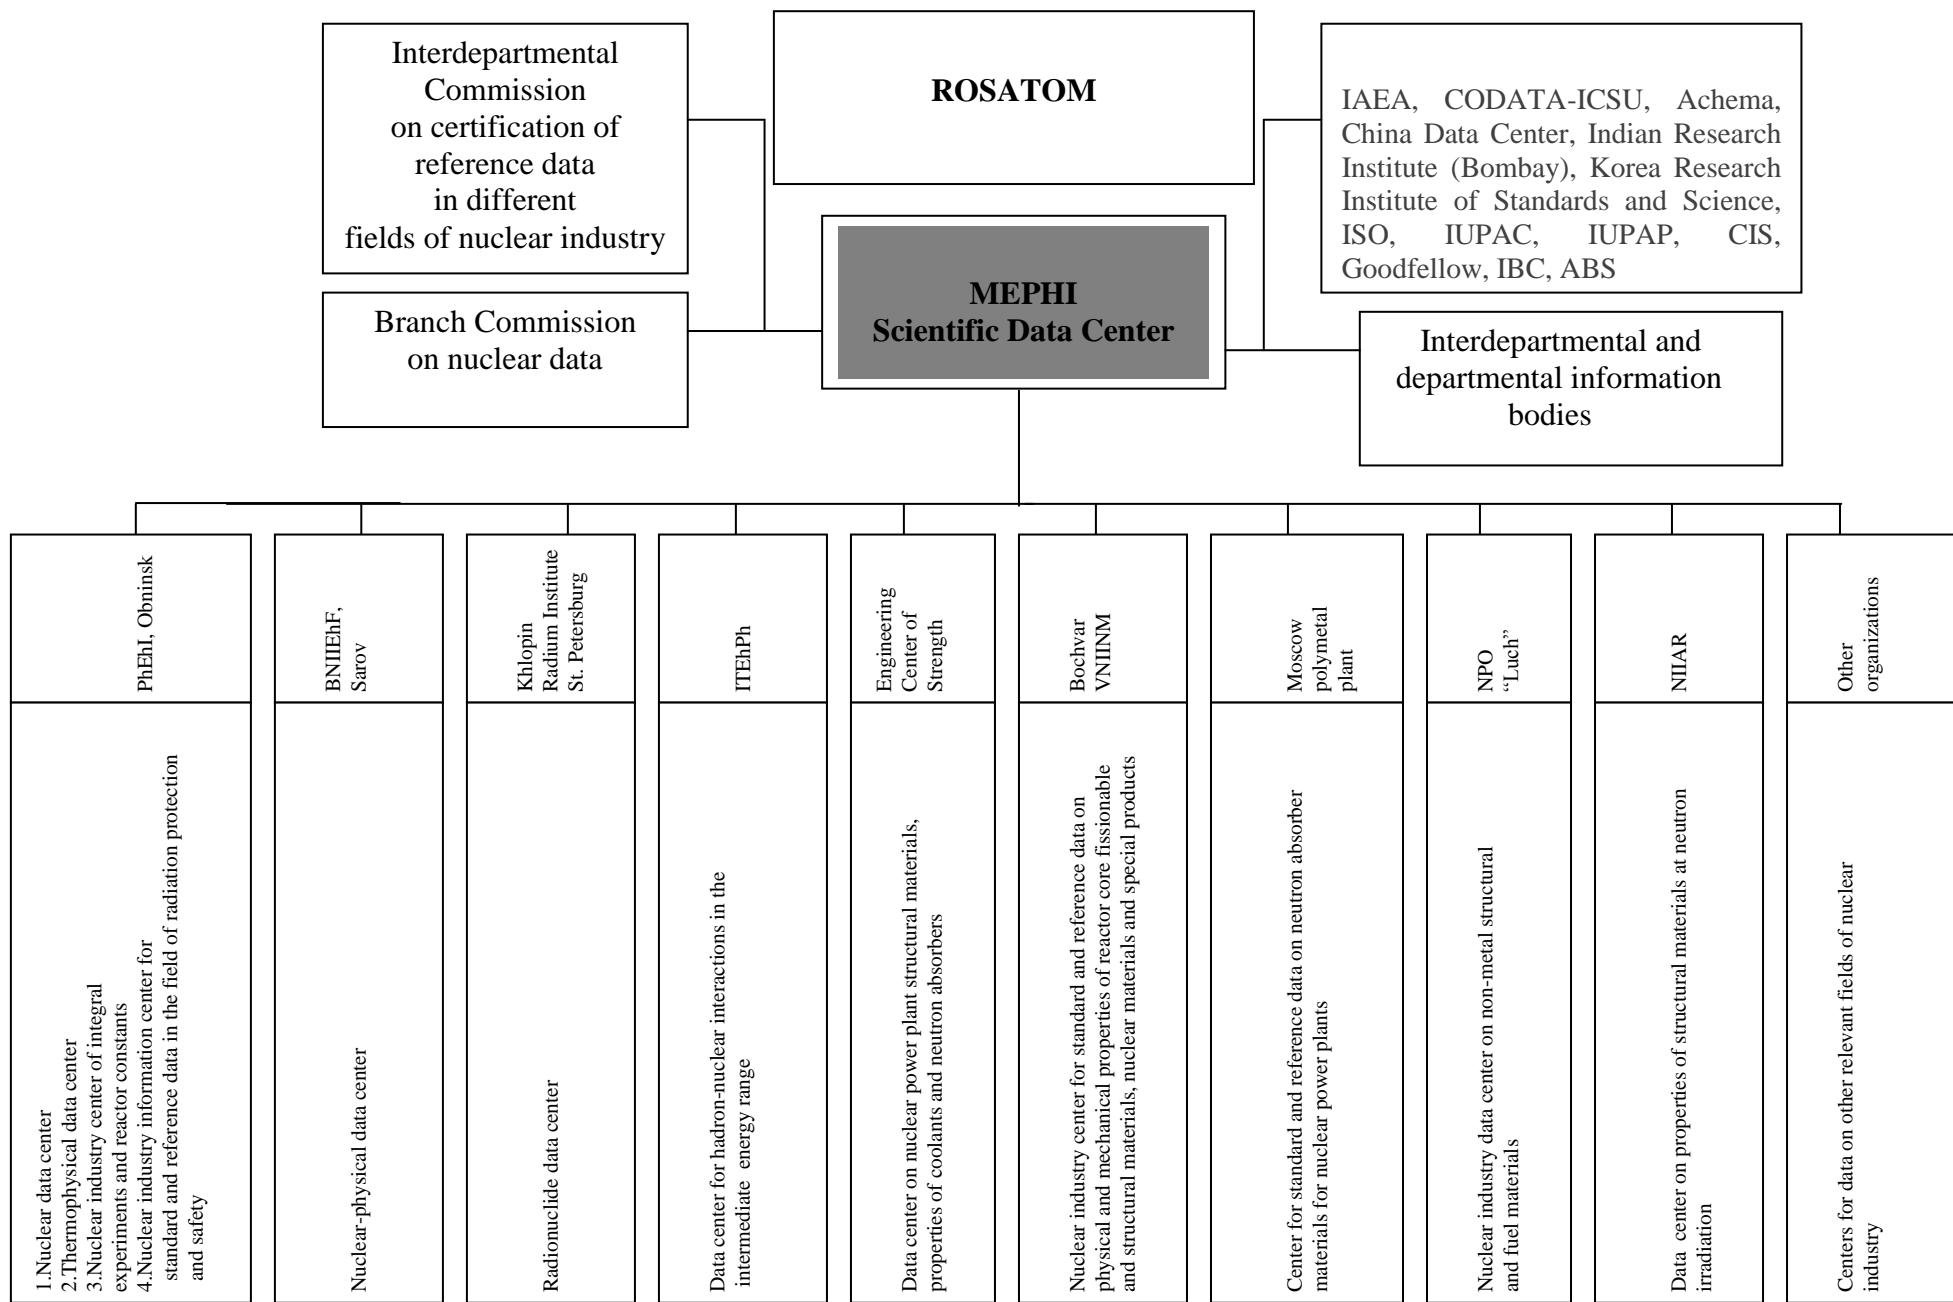 Interdepartmental
Commission
on certification of
reference data
in different
fields of nuclear industry
ROSATOM
IAEA, CODATA-ICSU, Achema,
China Data Center, Indian Research
Institute (Bombay), Korea Research
Institute of Standards and Science,
ISO, IUPAC, IUPAP, CIS,
Goodfellow, IBC, ABS
Branch Commission
on nuclear data
MEPHI
Scientific Data Center
Interdepartmental and
departmental information
bodies
PhEhI, Obninsk
1.Nuclear data center
2.Thermophysical data center
3.Nuclear industry center of integral
experiments and reactor constants
4.Nuclear industry information center for
standard and reference data in the field of radiation protection
and safety
BNIIEhF,
Sarov
Nuclear-physical data center
Khlopin
Radium Institute
St. Petersburg
Radionuclide data center
ITEhPh
Data center for hadron-nuclear interactions in the
intermediate energy range
Engineering
Center of
Strength
Data center on nuclear power plant structural materials,
properties of coolants and neutron absorbers
Bochvar
VNIINM
Nuclear industry center for standard and reference data on
physical and mechanical properties of reactor core fissionable
and structural materials, nuclear materials and special products
Moscow
polymetal
plant
Center for standard and reference data on neutron absorber
materials for nuclear power plants
NPO
“Luch”
Nuclear industry data center on non-metal structural
and fuel materials
NIIAR
Data center on properties of structural materials at neutron
irradiation
Other
organizations
Centers for data on other relevant fields of nuclear
industry